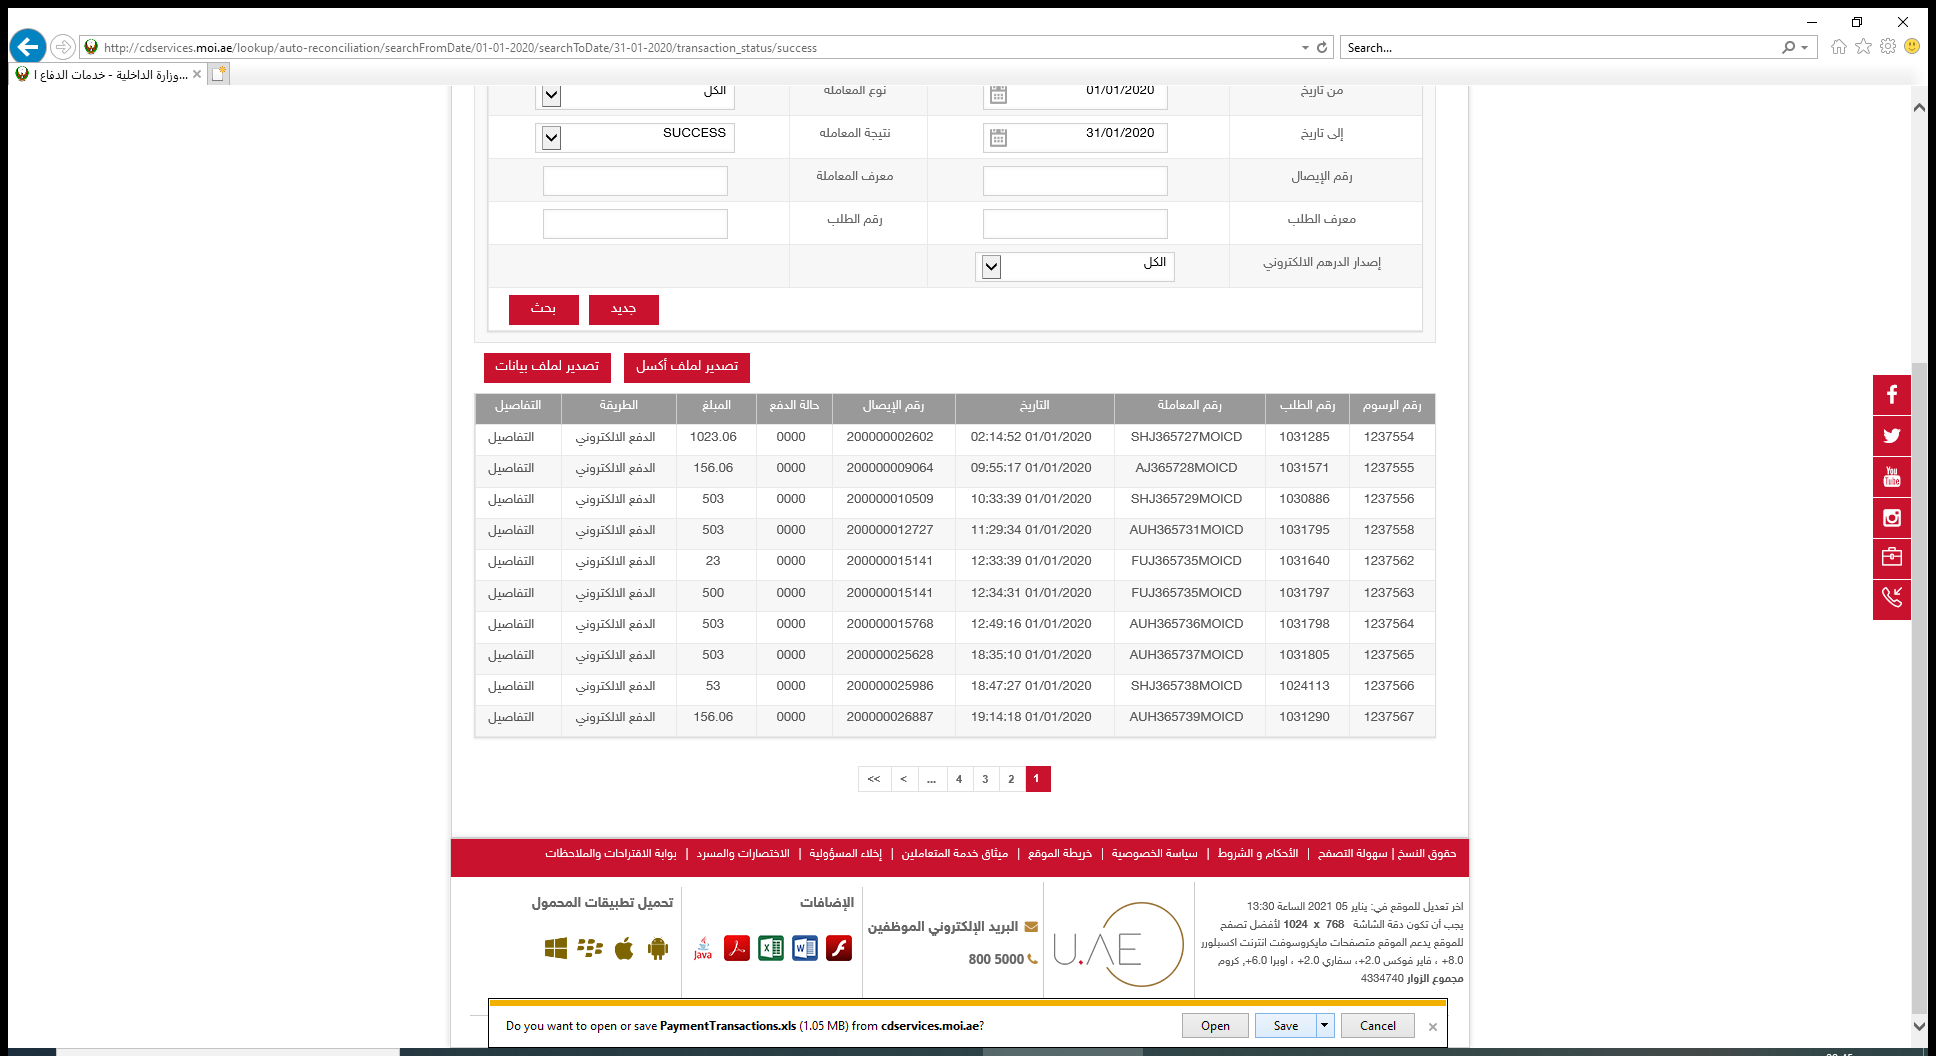 http://cdservices.moi.ae/lookup/auto-reconciliation/searchFromDate/01-01-2020/searchToDate/31-01-2020/transaction_status/success
Search...
وزارة الداخلية - خدمات الدفاع ا...
من تاريخ 01/01/2020 نوع المعاملة الكل
إلى تاريخ 31/01/2020 نتيجة المعامله SUCCESS
رقم الإيصال معرف المعاملة
معرف الطلب رقم الطلب
إصدار الدرهم الالكتروني الكل
جديد بحث
تصدير لملف أكسل تصدير لملف بيانات
رقم الرسوم رقم الطلب رقم المعاملة التاريخ رقم الإيصال حالة الدفع المبلغ الطريقة التفاصيل
1237554 1031285 SHJ365727MOICD 02:14:52 01/01/2020 200000002602 0000 1023.06 الدفع الالكتروني التفاصيل
1237555 1031571 AJ365728MOICD 09:55:17 01/01/2020 200000009064 0000 156.06 الدفع الالكتروني التفاصيل
1237556 1030886 SHJ365729MOICD 10:33:39 01/01/2020 200000010509 0000 503 الدفع الالكتروني التفاصيل
1237558 1031795 AUH365731MOICD 11:29:34 01/01/2020 200000012727 0000 503 الدفع الالكتروني التفاصيل
1237562 1031640 FUJ365735MOICD 12:33:39 01/01/2020 200000015141 0000 23 الدفع الالكتروني التفاصيل
1237563 1031797 FUJ365735MOICD 12:34:31 01/01/2020 200000015141 0000 500 الدفع الالكتروني التفاصيل
1237564 1031798 AUH365736MOICD 12:49:16 01/01/2020 200000015768 0000 503 الدفع الالكتروني التفاصيل
1237565 1031805 AUH365737MOICD 18:35:10 01/01/2020 200000025628 0000 503 الدفع الالكتروني التفاصيل
1237566 1024113 SHJ365738MOICD 18:47:27 01/01/2020 200000025986 0000 53 الدفع الالكتروني التفاصيل
1237567 1031290 AUH365739MOICD 19:14:18 01/01/2020 200000026887 0000 156.06 الدفع الالكتروني التفاصيل
1 2 3 4 ... > >>
You Tube
حقوق النسخ | سهولة التصفح | الأحكام و الشروط | سياسة الخصوصية | خريطة الموقع | ميثاق خدمة المتعاملين | إخلاء المسؤولية | الاختصارات والمسرد | بوابة الاقتراحات والملاحظات
اخر تعديل للموقع في: يناير 05 2021 الساعة 13:30
يجب أن تكون دقة الشاشة 768 x 1024 لأفضل تصفح
للموقع يدعم الموقع متصفحات مايكروسوفت انترنت اكسبلورر
8.0+ ، فاير فوكس 2.0+، سفاري 2.0+ ، اوبرا 6.0+، كروم
مجموع الزوار 4334740
U.AE
البريد الإلكتروني الموظفين
800 5000
الإضافات
Java
تحميل تطبيقات المحمول
Do you want to open or save PaymentTransactions.xls (1.05 MB) from cdservices.moi.ae?
Open Save Cancel